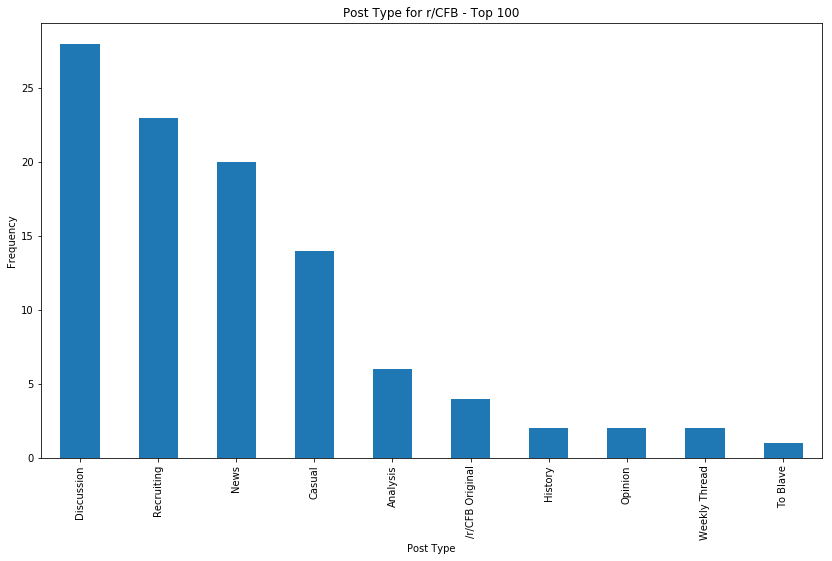 Post Type for r/CFB - Top 100
Frequency
25
20
15
10
5
0
Discussion
Recruiting
News
Casual
Analysis
/r/CFB Original
History
Opinion
Weekly Thread
To Blave
Post Type